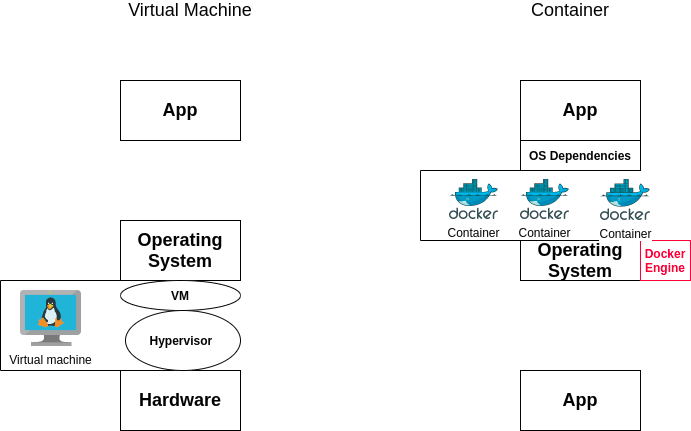 Virtual Machine
Container
App
App
OS Dependencies
docker
docker
docker
Container
Container
Container
Operating
System
Operating
System
Docker
Engine
VM
Hypervisor
Virtual machine
Hardware
App